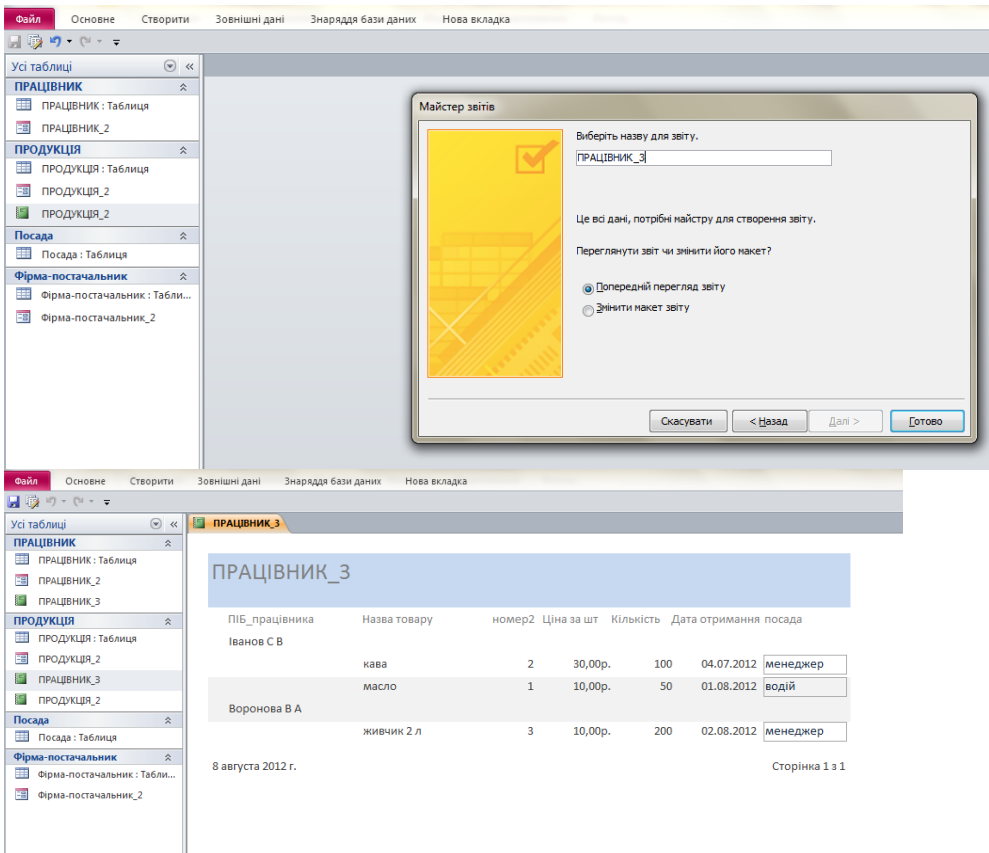 Файл Основне Створити Зовнішні дані Знаряддя бази даних Нова вкладка
Усі таблиці
ПРАЦІВНИК
ПРАЦІВНИК : Таблиця
ПРАЦІВНИК_2
ПРОДУКЦІЯ
ПРОДУКЦІЯ : Таблиця
ПРОДУКЦІЯ_2
ПРОДУКЦІЯ_2
Посада
Посада : Таблиця
Фірма-постачальник
Фірма-постачальник : Табли...
Фірма-постачальник_2
Майстер звітів
Виберіть назву для звіту.
ПРАЦІВНИК_3
Це всі дані, потрібні майстру для створення звіту.
Переглянути звіт чи змінити його макет?
Попередній перегляд звіту
Змінити макет звіту
Скасувати < Назад Далі > Готово
Файл Основне Створити Зовнішні дані Знаряддя бази даних Нова вкладка
Усі таблиці
ПРАЦІВНИК
ПРАЦІВНИК : Таблиця
ПРАЦІВНИК_2
ПРАЦІВНИК_3
ПРОДУКЦІЯ
ПРОДУКЦІЯ : Таблиця
ПРОДУКЦІЯ_2
ПРАЦІВНИК_3
ПРОДУКЦІЯ_2
Посада
Посада : Таблиця
Фірма-постачальник
Фірма-постачальник : Табли...
Фірма-постачальник_2
ПРАЦІВНИК_3
ПРАЦІВНИК_3
ПІБ_працівника Назва товару номер2 Ціна за шт Кількість Дата отримання посада
Іванов С В
кава 2 30,00р. 100 04.07.2012 менеджер
масло 1 10,00р. 50 01.08.2012 водій
Воронова В А
живчик 2 л 3 10,00р. 200 02.08.2012 менеджер
8 августа 2012 г. Сторінка 1 з 1